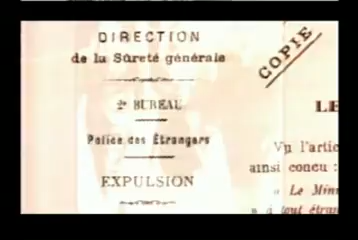 DIRECTION
de la Sûreté générale
2e BUREAU
Police des Étrangers
EXPULSION
COPIE
LE
Vu l'artic
ainsi conçu :
« Le Mini
» à tout étran